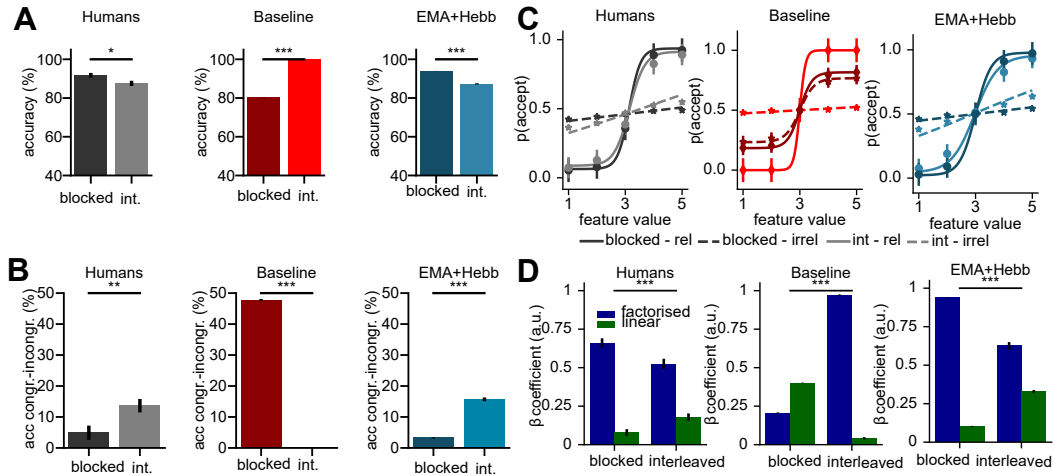 A
Humans
Baseline
EMA+Hebb
accuracy (%)
100
80
60
40
*
blocked
int.
accuracy (%)
100
80
60
40
***
blocked
int.
accuracy (%)
100
80
60
40
***
blocked
int.
B
Humans
Baseline
EMA+Hebb
acc congr.-incongr. (%)
50
40
30
20
10
0
**
blocked
int.
acc congr.-incongr. (%)
50
40
30
20
10
0
***
blocked
int.
acc congr.-incongr. (%)
50
40
30
20
10
0
***
blocked
int.
C
Humans
Baseline
EMA+Hebb
p(accept)
1.0
0.5
0.0
1
3
5
feature value
p(accept)
1.0
0.5
0.0
1
3
5
feature value
p(accept)
1.0
0.5
0.0
1
3
5
feature value
blocked - rel
blocked - irrel
int - rel
int - irrel
D
Humans
Baseline
EMA+Hebb
β coefficient (a.u.)
1
0.75
0.5
0.25
0
***
factorised
linear
blocked
interleaved
β coefficient (a.u.)
1
0.75
0.5
0.25
0
***
blocked
interleaved
β coefficient (a.u.)
1
0.75
0.5
0.25
0
***
blocked
interleaved